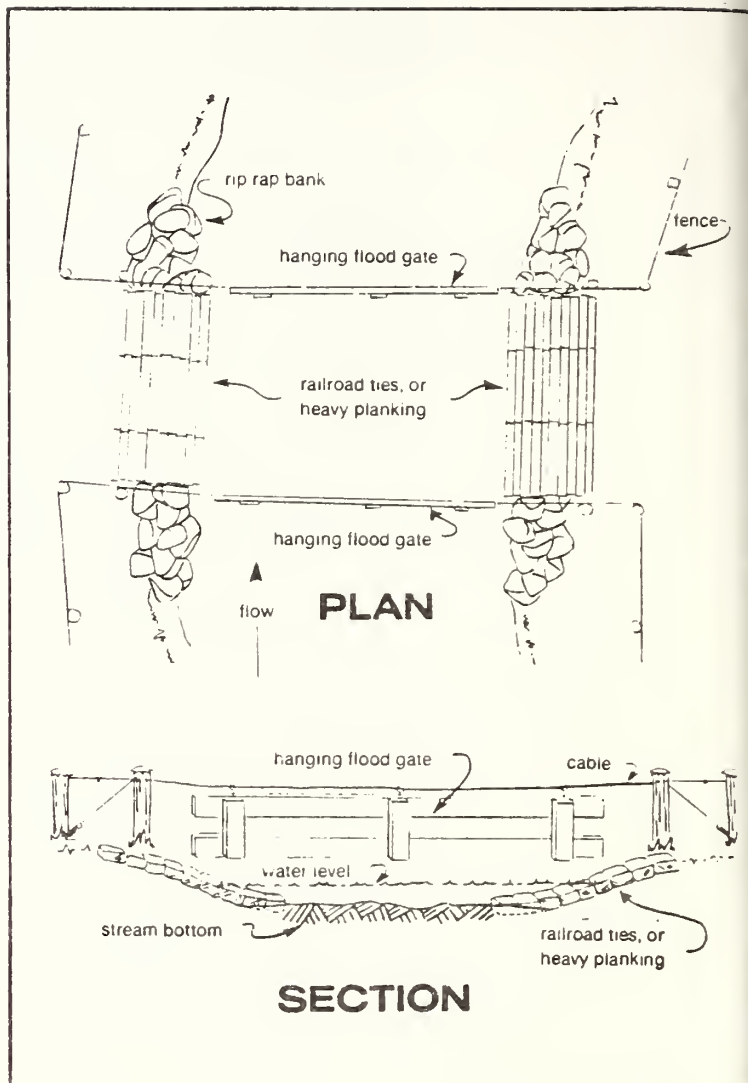 rip rap bank
fence
hanging flood gate
railroad ties, or
heavy planking
hanging flood gate
flow
PLAN
hanging flood gate
cable
water level
stream bottom
railroad ties, or
heavy planking
SECTION